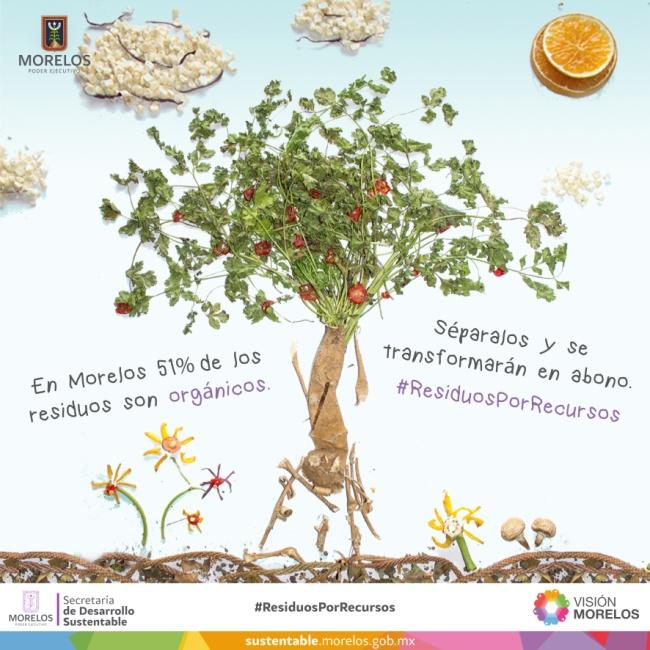 MORELOS
PODER EJECUTIVO
En Morelos 51% de los
residuos son orgánicos.
Séparalos y se
transformarán en abono.
#ResiduosPorRecursos
MORELOS
PODER EJECUTIVO
Secretaría
de Desarrollo
Sustentable
#ResiduosPorRecursos
VISIÓN
MORELOS
sustentable.morelos.gob.mx